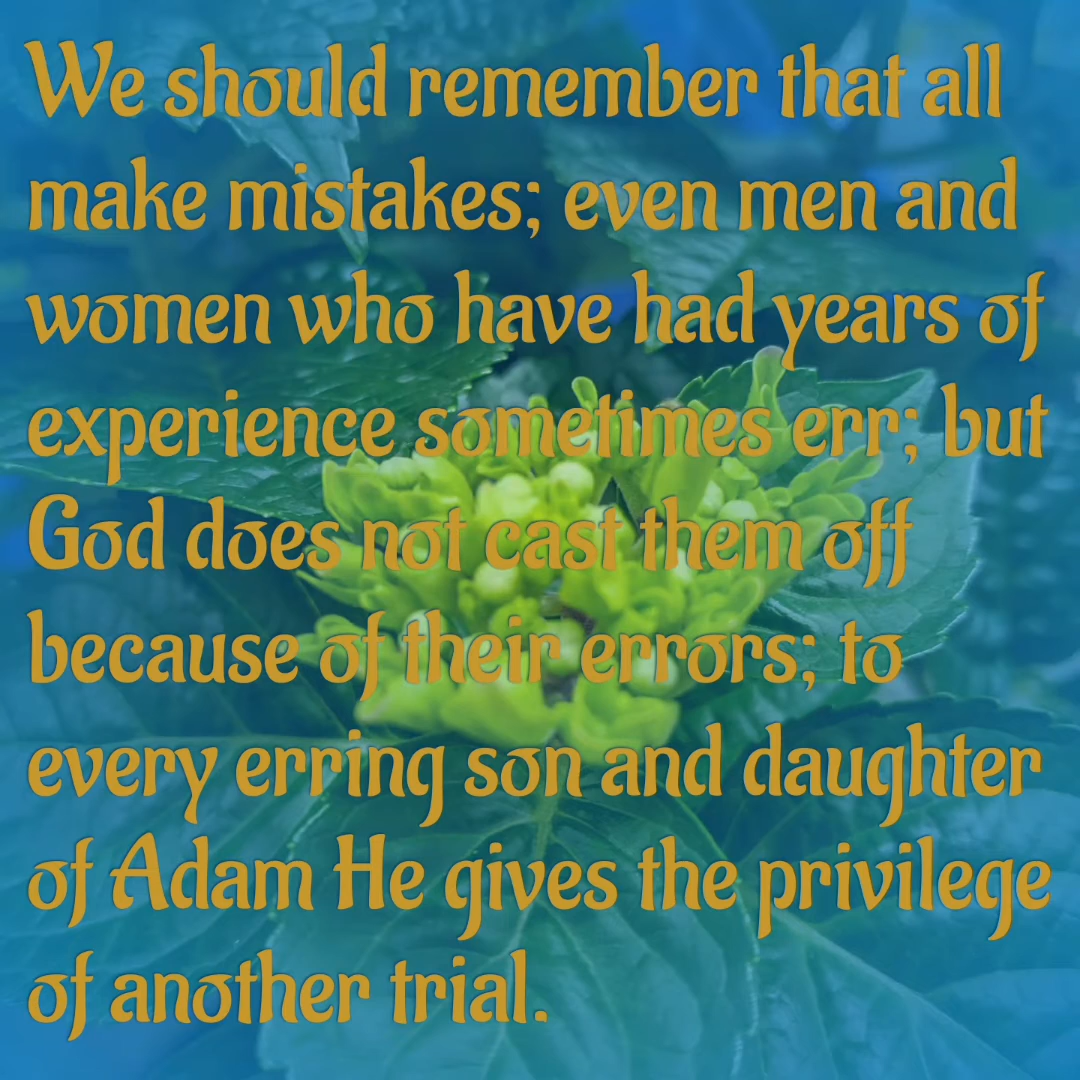 We should remember that all
make mistakes; even men and
women who have had years of
experience sometimes err; but
God does not cast them off
because of their errors; to
every erring son and daughter
of Adam He gives the privilege
of another trial.